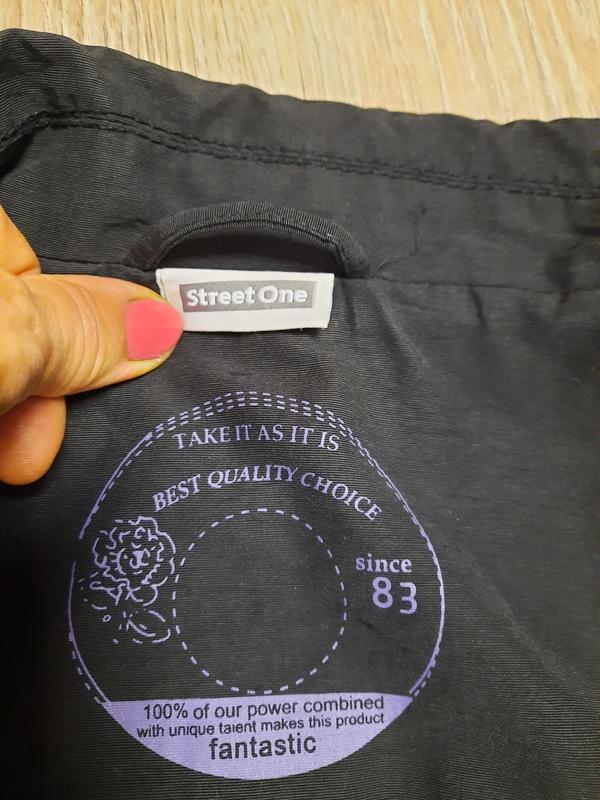 Street One
TAKE IT AS IT IS
BEST QUALITY CHOICE
since
83
100% of our power combined
with unique talent makes this product
fantastic